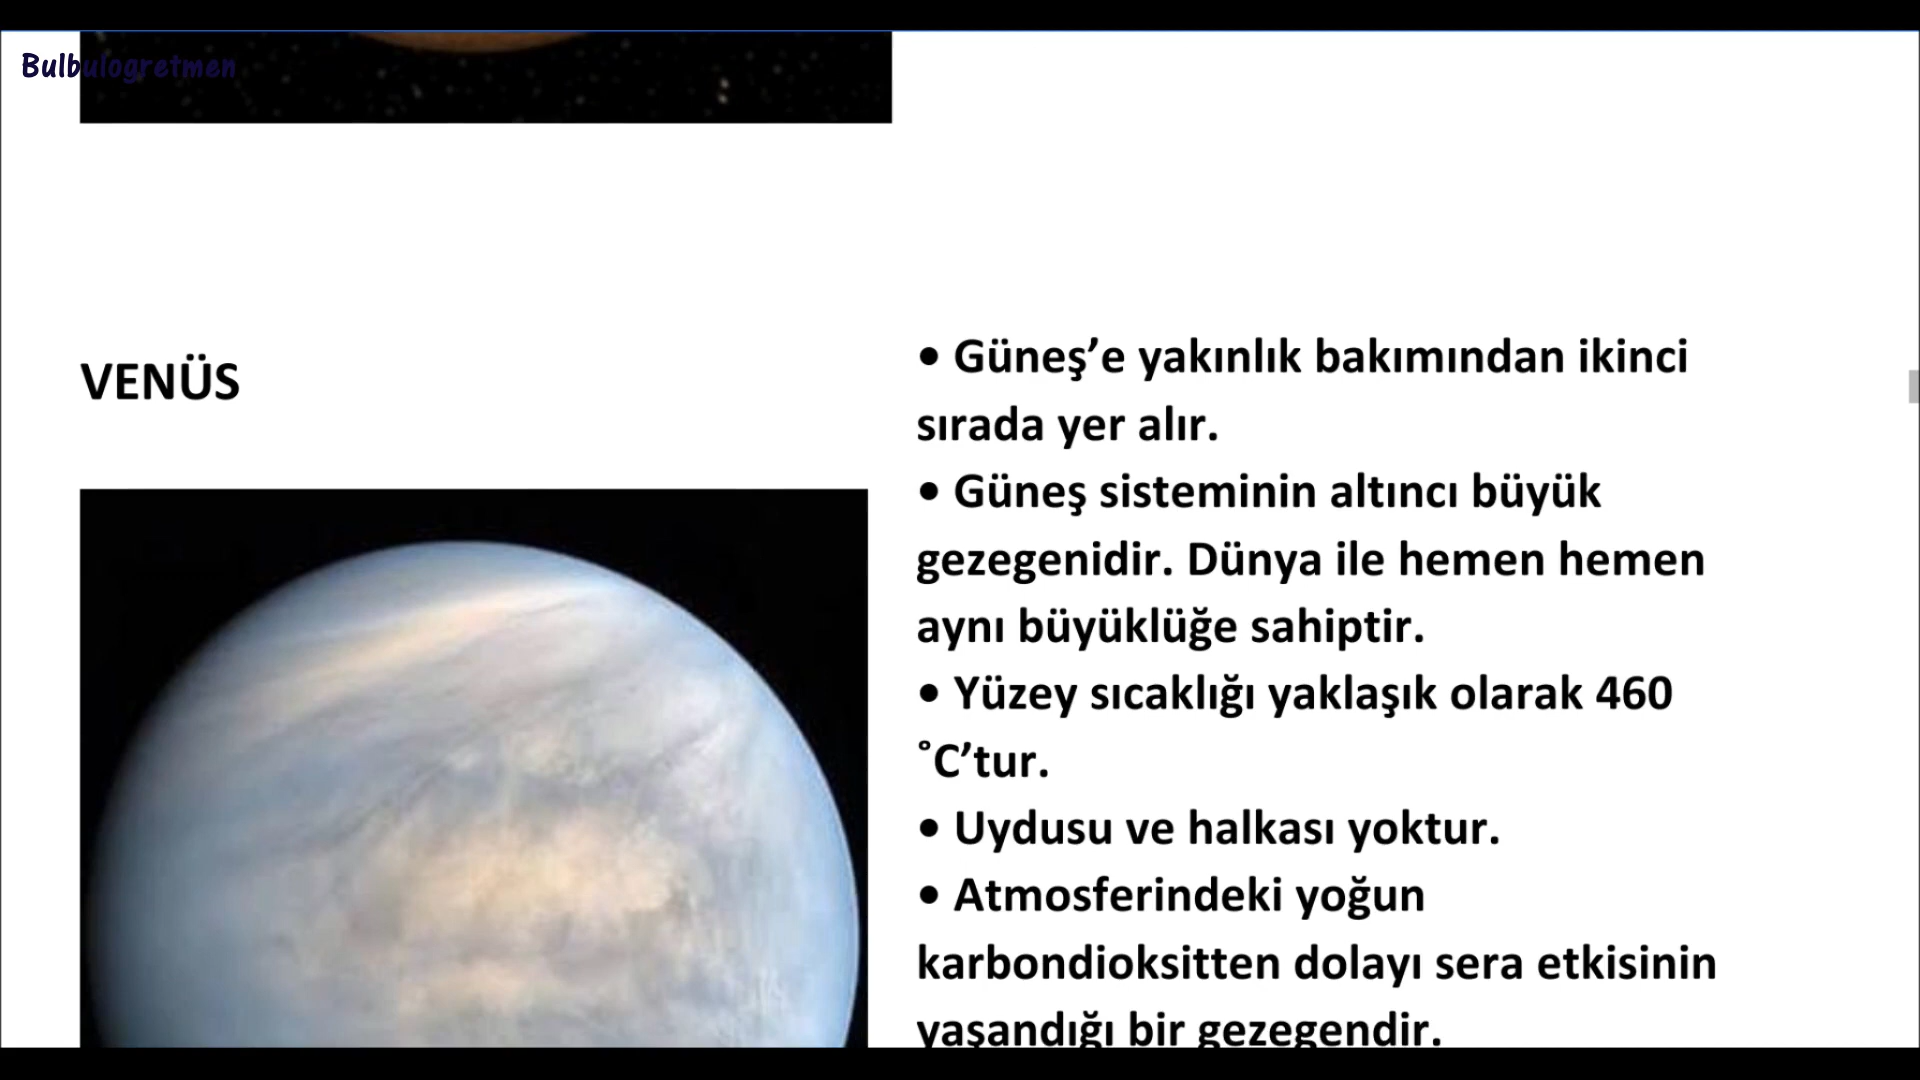 Bulbulogretmen
VENÜS
• Güneş’e yakınlık bakımından ikinci
sırada yer alır.
• Güneş sisteminin altıncı büyük
gezegenidir. Dünya ile hemen hemen
aynı büyüklüğe sahiptir.
• Yüzey sıcaklığı yaklaşık olarak 460
˚C’tur.
• Uydusu ve halkası yoktur.
• Atmosferindeki yoğun
karbondioksitten dolayı sera etkisinin
yaşandığı bir gezegendir.